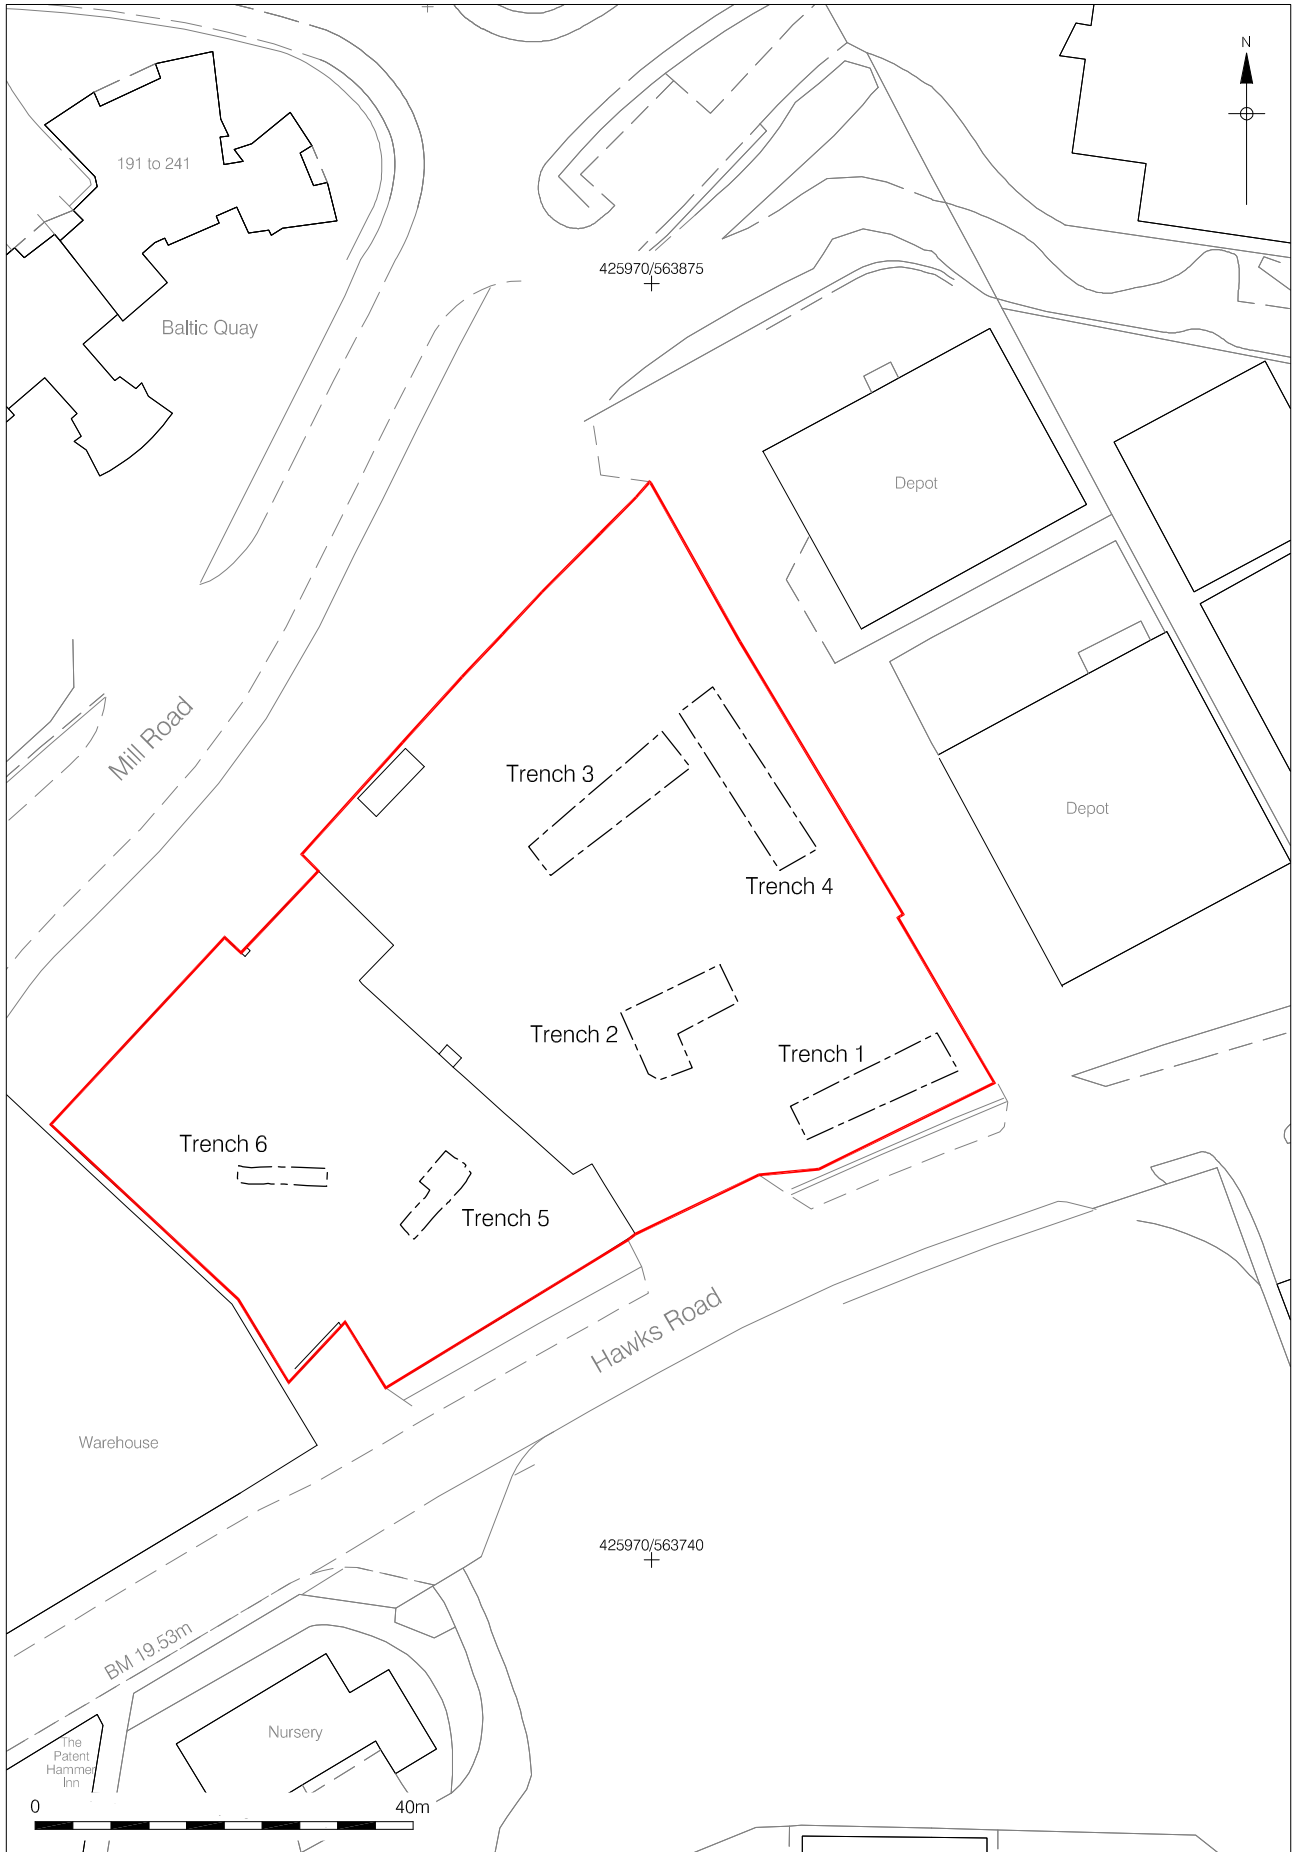 N
191 to 241
425970/563875
Baltic Quay
Depot
Mill Road
Trench 3
Depot
Trench 4
Trench 2
Trench 1
Trench 6
Trench 5
Hawks Road
Warehouse
425970/563740
BM 19.53m
Nursery
The
Patent
Hammer
Inn
0
40m